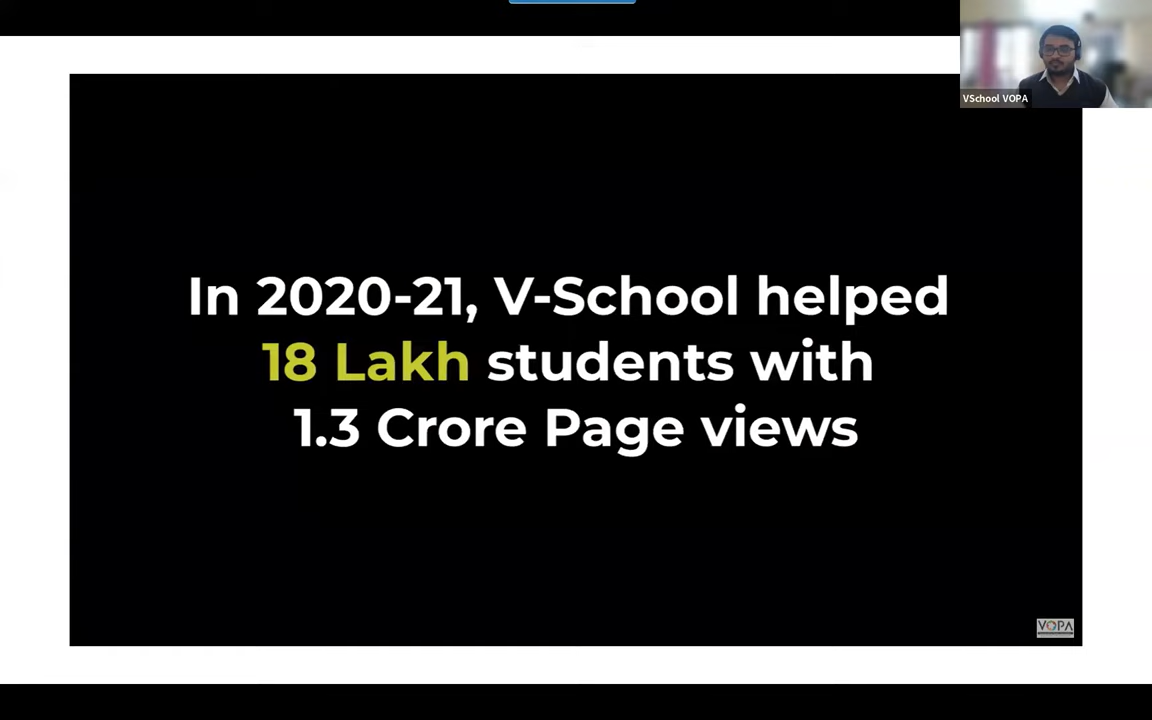 VSchool VOPA
In 2020-21, V-School helped
18 Lakh students with
1.3 Crore Page views
VOPA